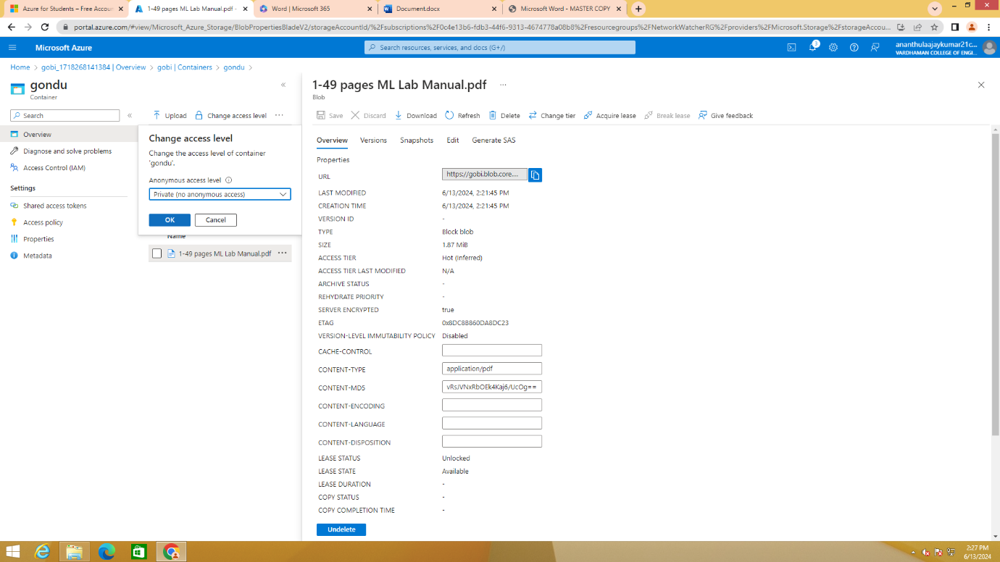 Azure for Students – Free Accoun
1-49 pages ML Lab Manual.pdf -
Word | Microsoft 365
Document.docx
Microsoft Word - MASTER COPY
portal.azure.com/#view/Microsoft_Azure_Storage/BlobPropertiesBladeV2/storageAccountId/%2Fsubscriptions%2F0c4e13b6-fdb3-44f6-9313-4674778a08b8%2Fresourcegroups%2FNetworkWatcherRG%2Fproviders%2FMicrosoft.Storage%2FstorageAccou...
Microsoft Azure
Search resources, services, and docs (G+/)
3
ananthulaajaykumar21c...
VARDHAMAN COLLEGE OF ENGI...
Home > gobi_1718268141384 | Overview > gobi | Containers > gondu >
gondu
Container
Search
Overview
Diagnose and solve problems
Access Control (IAM)
Settings
Shared access tokens
Access policy
Properties
Metadata
Upload
Change access level
Change access level
Change the access level of container
'gondu'.
Anonymous access level
Private (no anonymous access)
OK
Cancel
Name
1-49 pages ML Lab Manual.pdf
1-49 pages ML Lab Manual.pdf
Blob
Save
Discard
Download
Refresh
Delete
Change tier
Acquire lease
Break lease
Give feedback
Overview
Versions
Snapshots
Edit
Generate SAS
Properties
URL https://gobi.blob.core....
LAST MODIFIED 6/13/2024, 2:21:45 PM
CREATION TIME 6/13/2024, 2:21:45 PM
VERSION ID -
TYPE Block blob
SIZE 1.87 MiB
ACCESS TIER Hot (Inferred)
ACCESS TIER LAST MODIFIED N/A
ARCHIVE STATUS -
REHYDRATE PRIORITY -
SERVER ENCRYPTED true
ETAG 0x8DC8B860DA8DC23
VERSION-LEVEL IMMUTABILITY POLICY Disabled
CACHE-CONTROL
CONTENT-TYPE application/pdf
CONTENT-MD5 vRsJVNxRbOEk4Kaj6/UcOg==
CONTENT-ENCODING
CONTENT-LANGUAGE
CONTENT-DISPOSITION
LEASE STATUS Unlocked
LEASE STATE Available
LEASE DURATION -
COPY STATUS -
COPY COMPLETION TIME -
Undelete
2:27 PM
6/13/2024